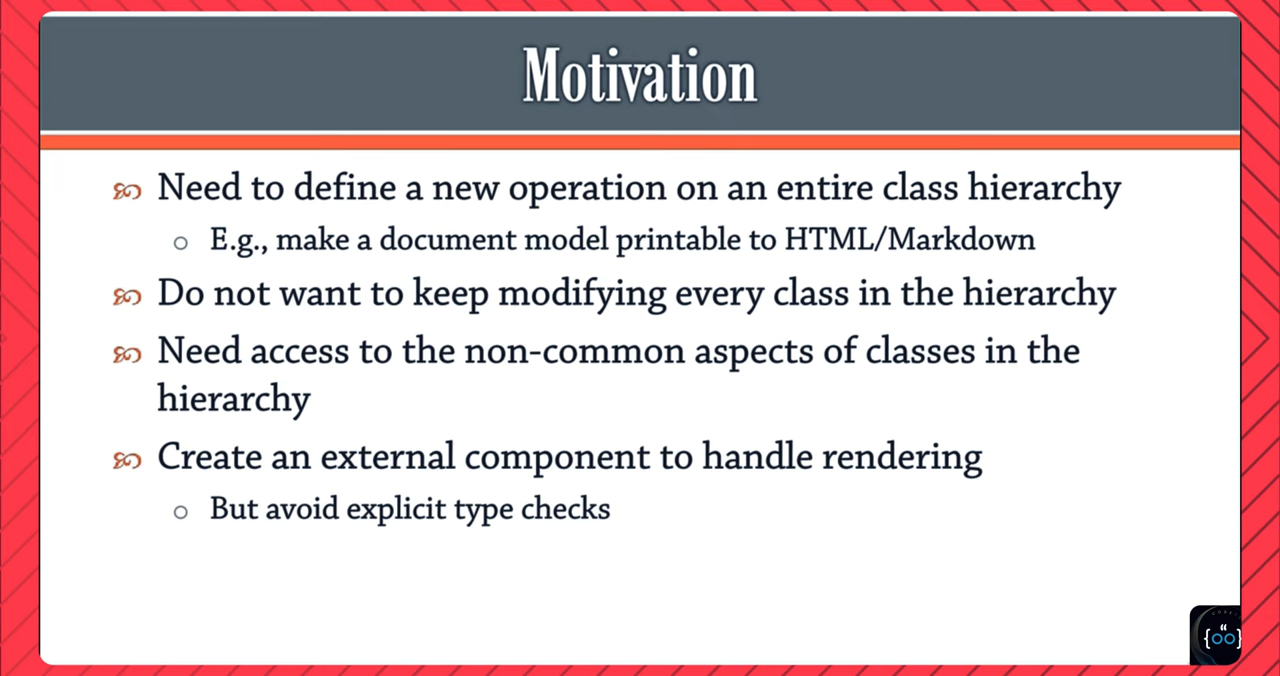 Motivation
Need to define a new operation on an entire class hierarchy
E.g., make a document model printable to HTML/Markdown
Do not want to keep modifying every class in the hierarchy
Need access to the non-common aspects of classes in the
hierarchy
Create an external component to handle rendering
But avoid explicit type checks